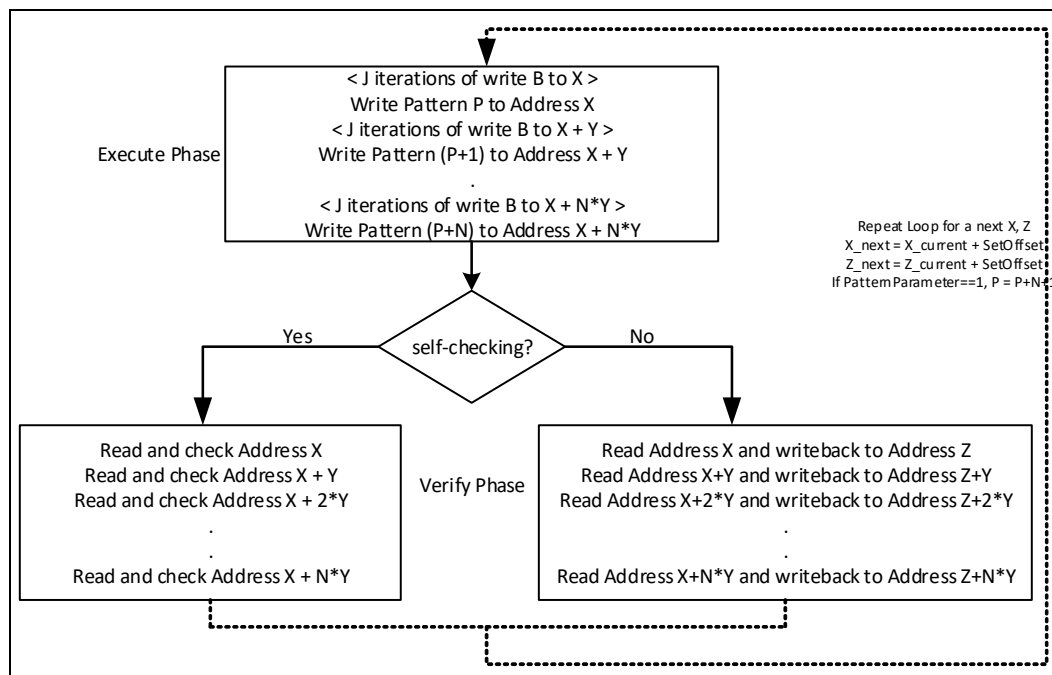 < J iterations of write B to X >
Write Pattern P to Address X
< J iterations of write B to X + Y >
Execute Phase
Write Pattern (P+1) to Address X + Y
.
< J iterations of write B to X + N*Y >
Write Pattern (P+N) to Address X + N*Y
Repeat Loop for a next X, Z
X_next = X_current + SetOffset
Z_next = Z_current + SetOffset
If PatternParameter==1, P = P+N+1
Yes
self-checking?
No
Read and check Address X
Read and check Address X + Y
Read and check Address X + 2*Y
.
.
Read and check Address X + N*Y
Verify Phase
Read Address X and writeback to Address Z
Read Address X+Y and writeback to Address Z+Y
Read Address X+2*Y and writeback to Address Z+2*Y
.
.
Read Address X+N*Y and writeback to Address Z+N*Y